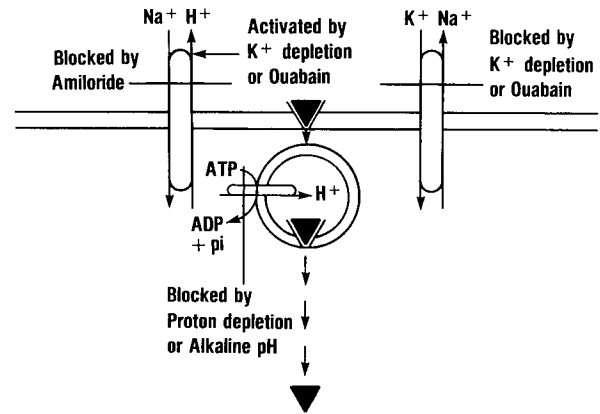 Na⁺ H⁺
Activated by
K⁺ depletion
or Ouabain
Blocked by
Amiloride
K⁺ Na⁺
Blocked by
K⁺ depletion
or Ouabain
ATP
H⁺
ADP
+ pi
Blocked by
Proton depletion
or Alkaline pH